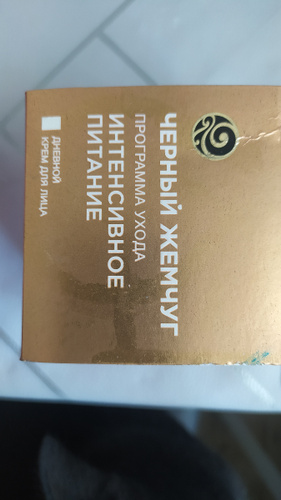 ЧЕРНЫЙ ЖЕМЧУГ
ПРОГРАММА УХОДА
ИНТЕНСИВНОЕ
ПИТАНИЕ
ДНЕВНОЙ
КРЕМ ДЛЯ ЛИЦА